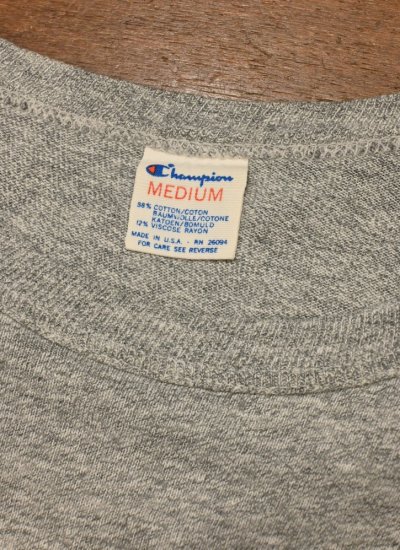 Champion
MEDIUM
88% COTTON/COTON
BAUMWOLLE/COTONE
KATOEN/BOMULD
12% VISCOSE RAYON
MADE IN U.S.A. - RN 26094
FOR CARE SEE REVERSE